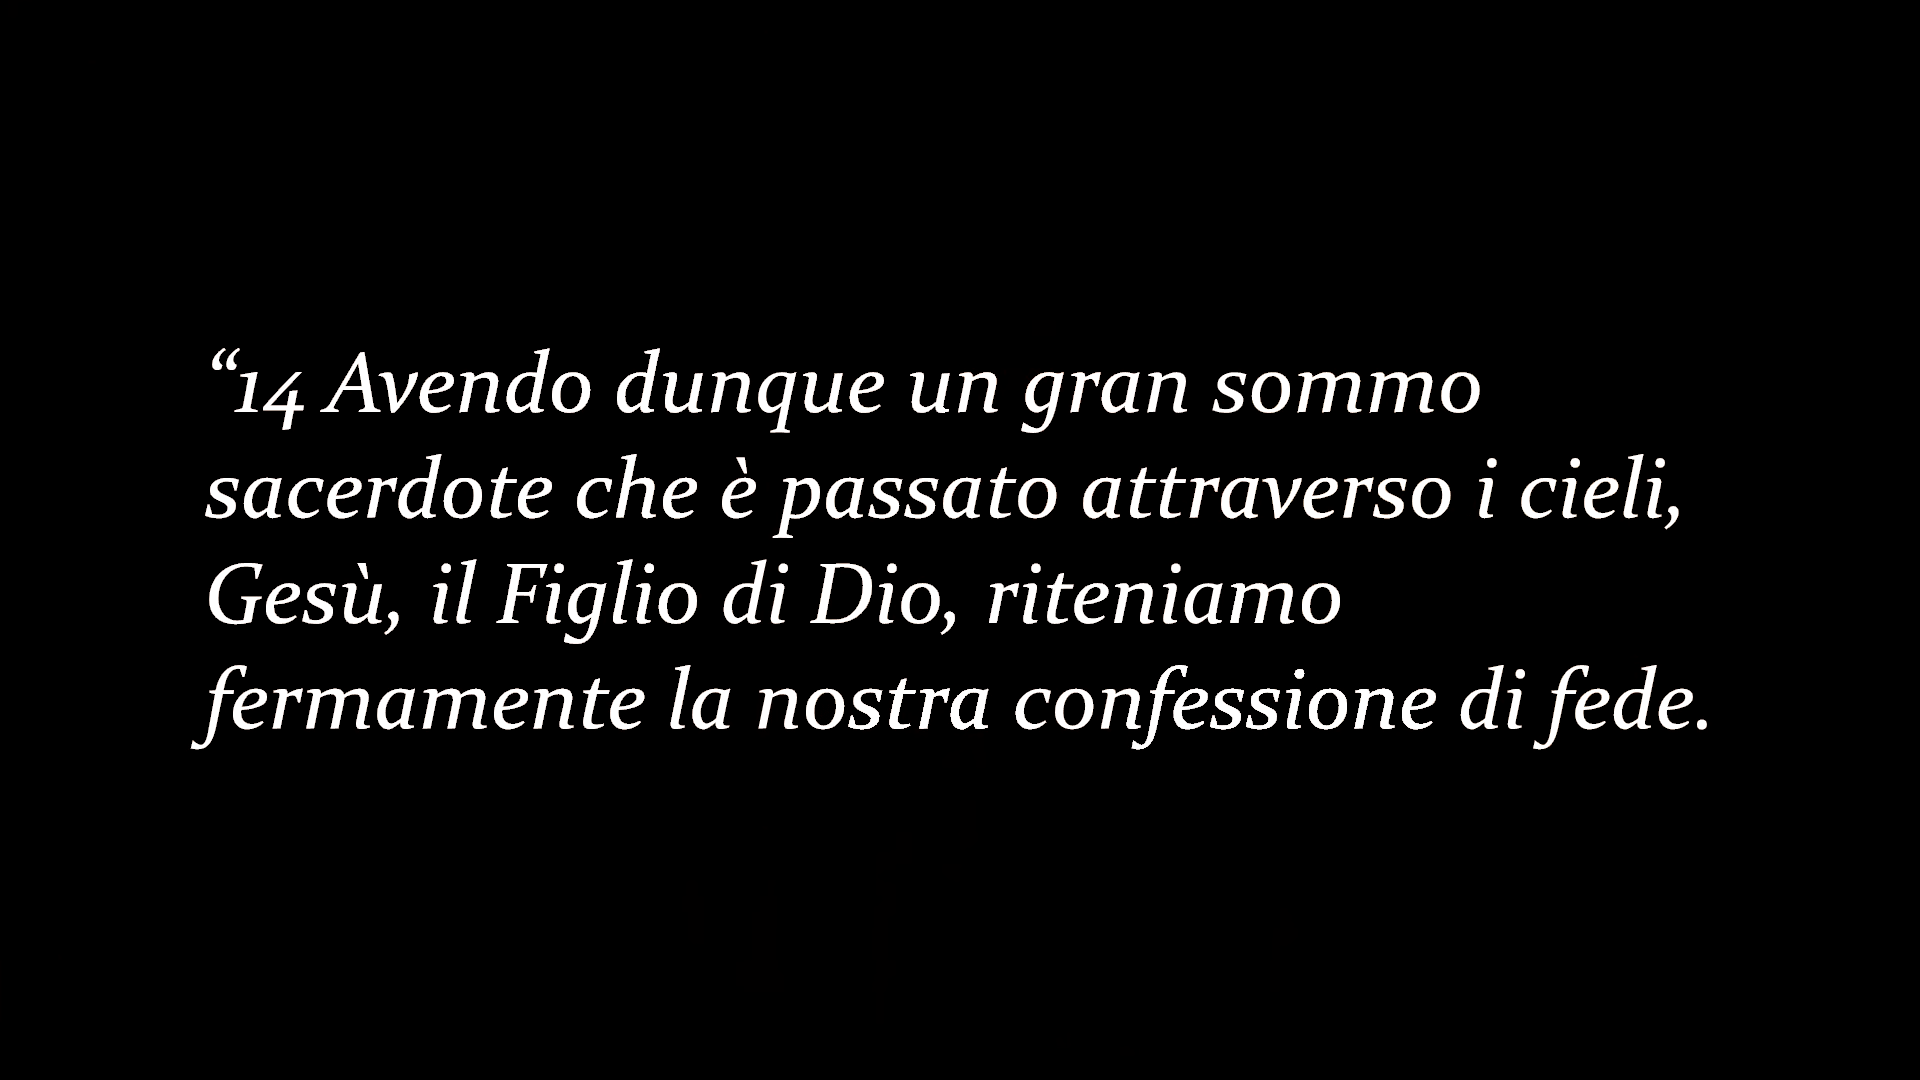 “14 Avendo dunque un gran sommo
sacerdote che è passato attraverso i cieli,
Gesù, il Figlio di Dio, riteniamo
fermamente la nostra confessione di fede.